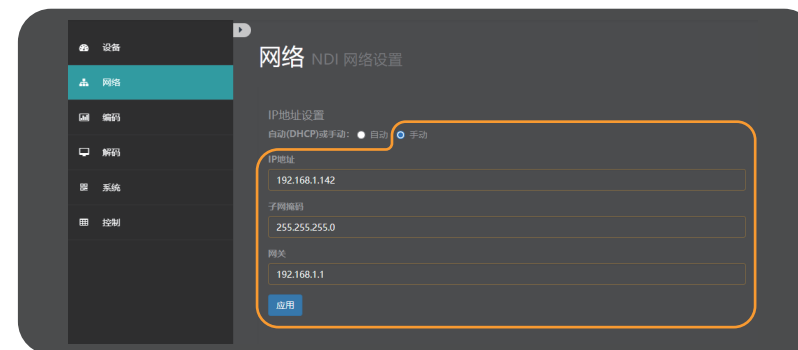 设备
网络
编码
解码
系统
控制
网络 NDI 网络设置
IP地址设置
自动(DHCP)或手动: 自动 手动
IP地址
192.168.1.142
子网掩码
255.255.255.0
网关
192.168.1.1
应用